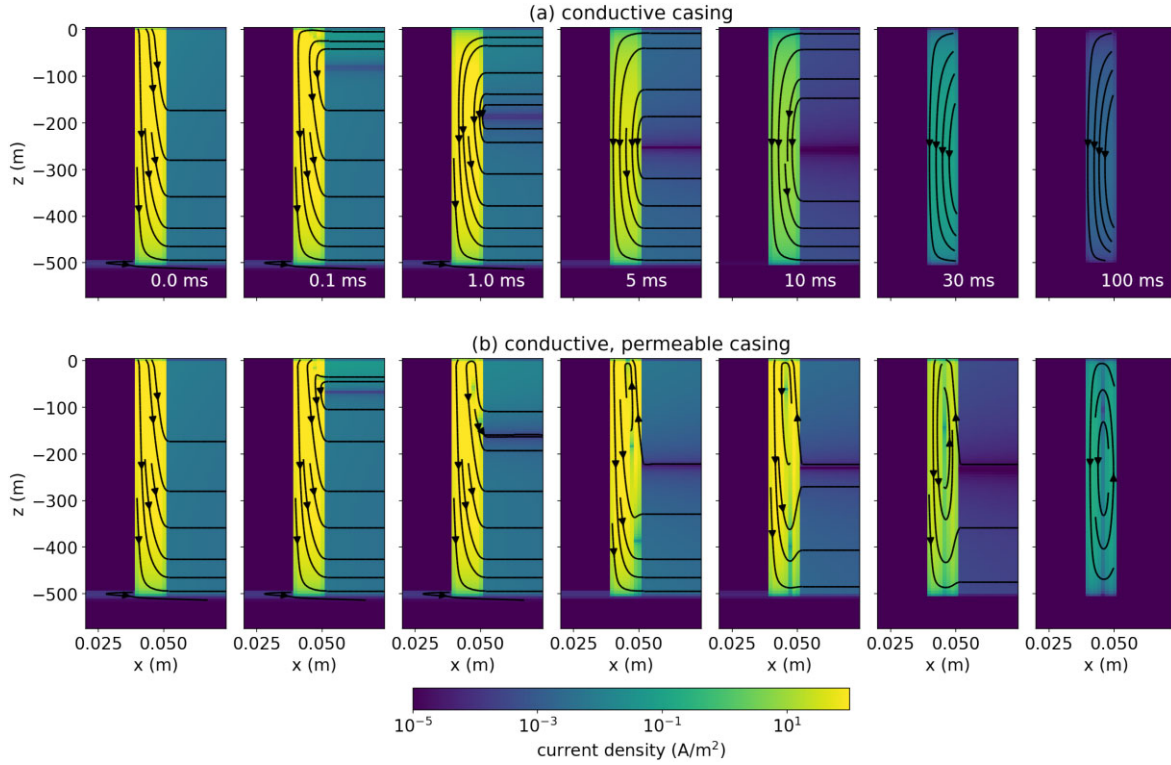 (a) conductive casing
0
−100
−200
−300
−400
−500
z (m)
0.0 ms
0.1 ms
1.0 ms
5 ms
10 ms
30 ms
100 ms
(b) conductive, permeable casing
0
−100
−200
−300
−400
−500
z (m)
0.025 0.050
0.025 0.050
0.025 0.050
0.025 0.050
0.025 0.050
0.025 0.050
0.025 0.050
x (m)
x (m)
x (m)
x (m)
x (m)
x (m)
x (m)
10⁻⁵ 10⁻³ 10⁻¹ 10¹
current density (A/m²)